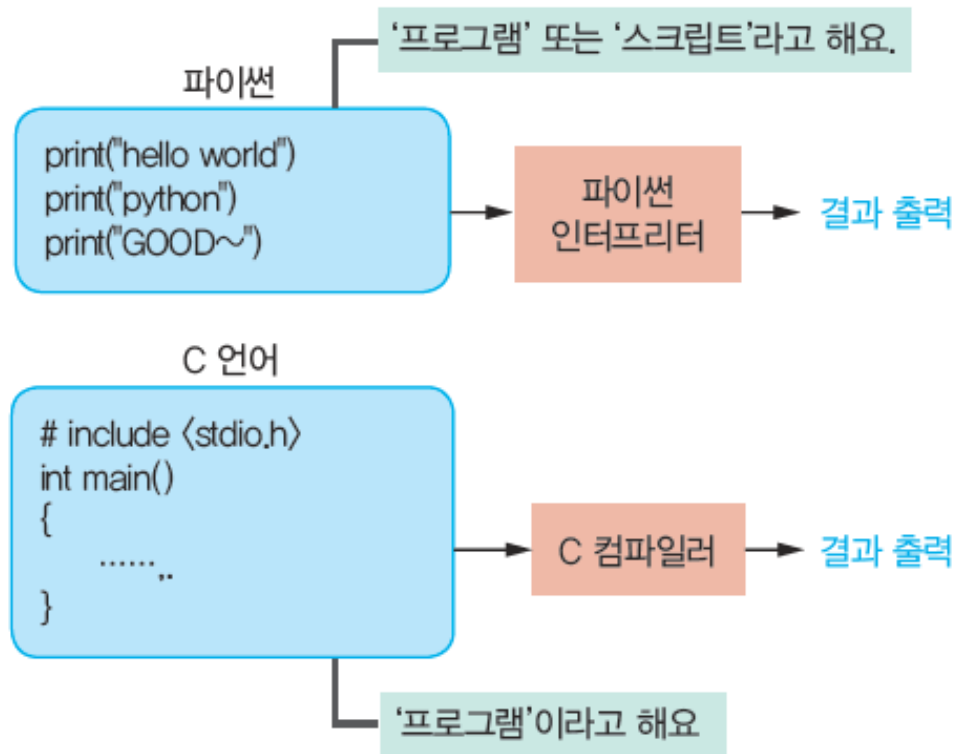 ‘프로그램’ 또는 ‘스크립트’라고 해요.
파이썬
print("hello world")
print("python")
print("GOOD~")
파이썬
인터프리터
결과 출력
C 언어
# include 〈stdio.h〉
int main()
{
······,.
}
C 컴파일러
결과 출력
‘프로그램’이라고 해요